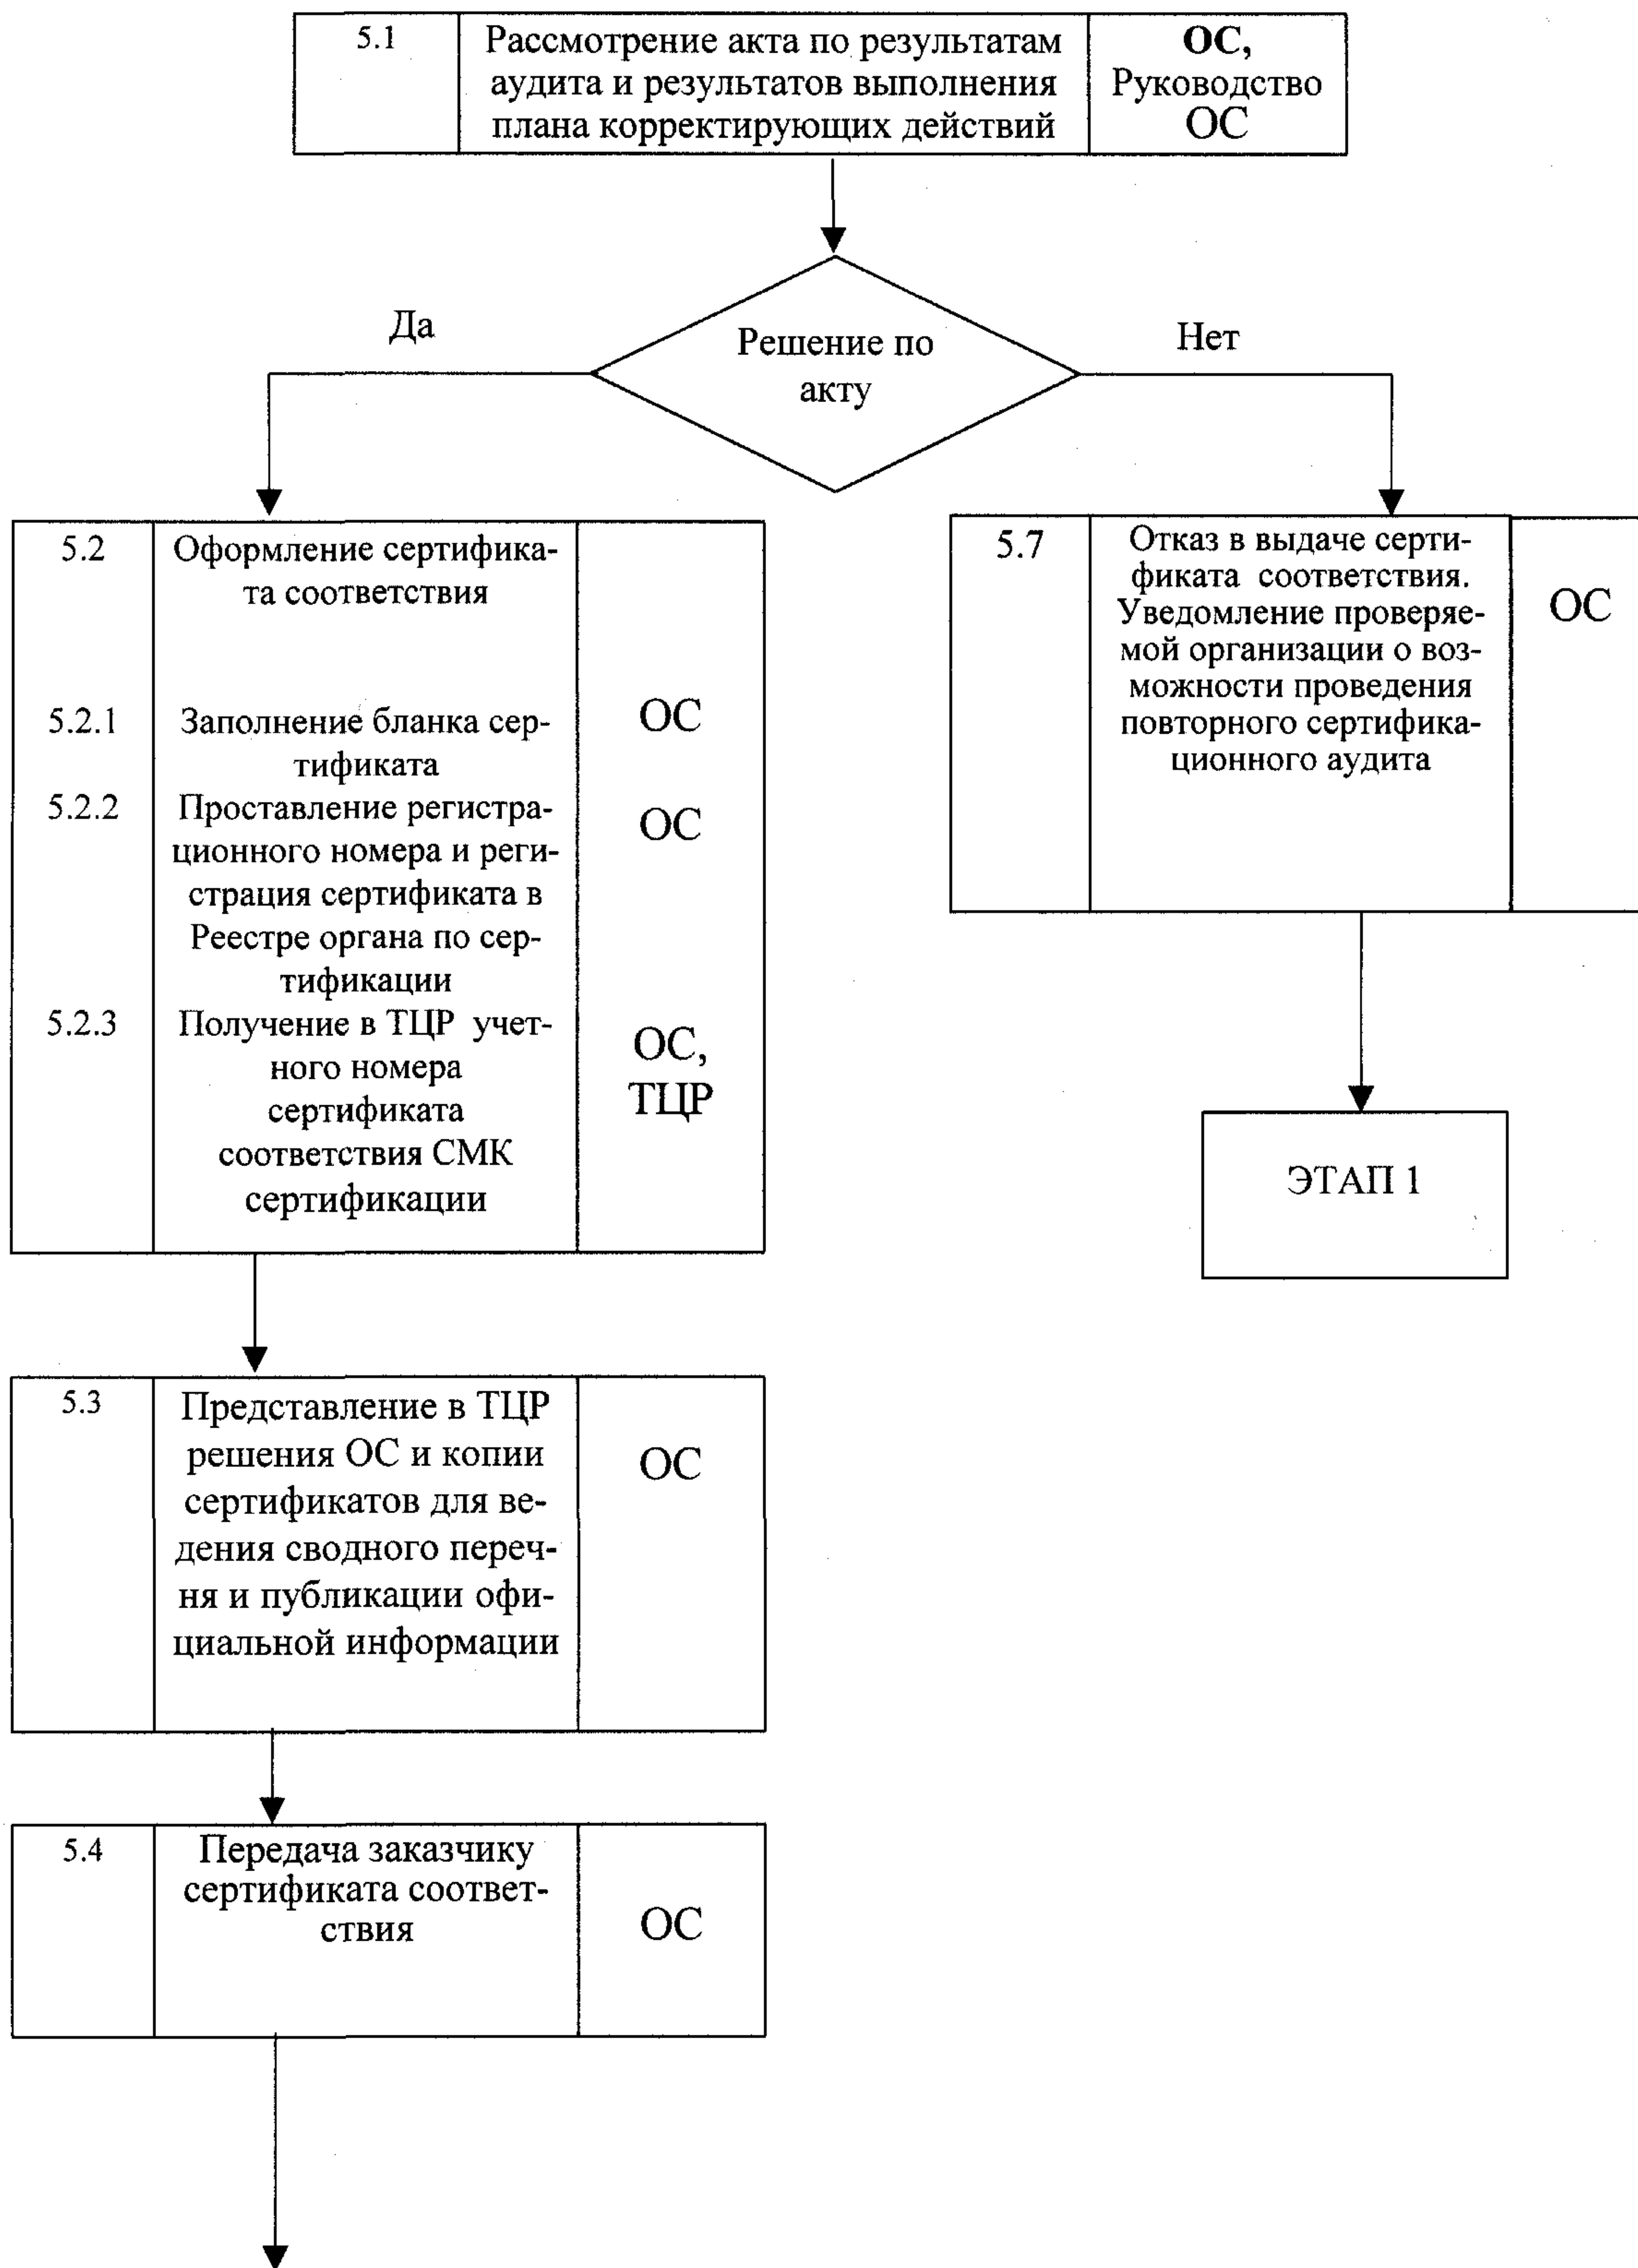 5.1
Рассмотрение акта по результатам
аудита и результатов выполнения
плана корректирующих действий
ОС,
Руководство
ОС
Решение по
акту
Да
Нет
5.2
Оформление сертифика-
та соответствия
5.2.1
Заполнение бланка сер-
тификата
ОС
5.2.2
Проставление регистра-
ционного номера и реги-
страция сертификата в
Реестре органа по сер-
тификации
ОС
5.2.3
Получение в ТЦР учет-
ного номера
сертификата
соответствия СМК
сертификации
ОС,
ТЦР
5.7
Отказ в выдаче серти-
фиката соответствия.
Уведомление проверяе-
мой организации о воз-
можности проведения
повторного сертифика-
ционного аудита
ОС
ЭТАП 1
5.3
Представление в ТЦР
решения ОС и копии
сертификатов для ве-
дения сводного переч-
ня и публикации офи-
циальной информации
ОС
5.4
Передача заказчику
сертификата соответ-
ствия
ОС